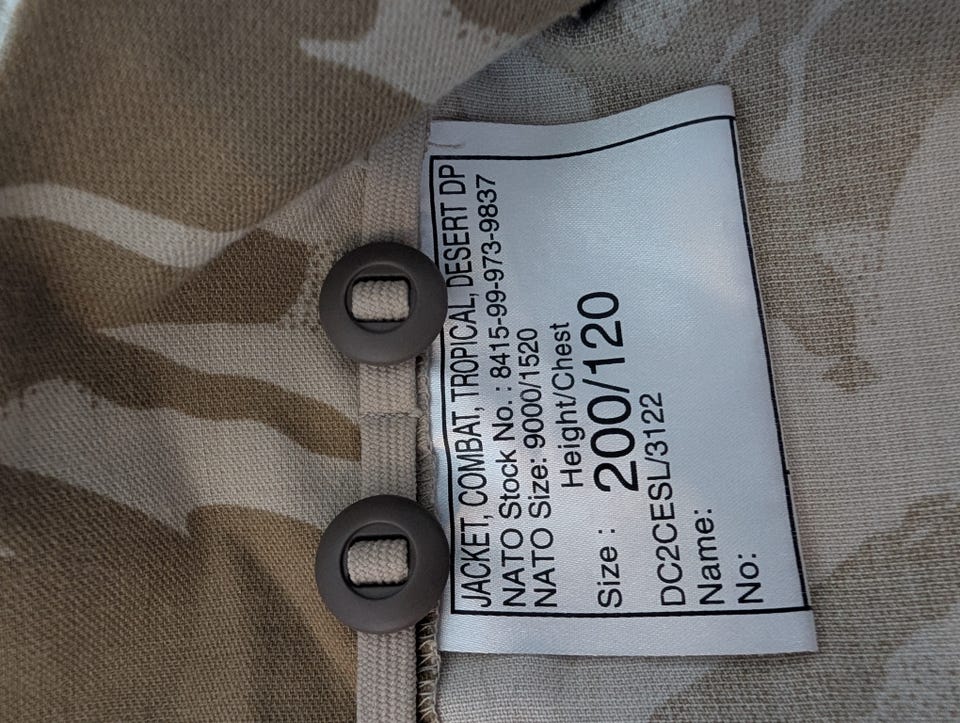 JACKET, COMBAT, TROPICAL, DESERT DP
NATO Stock No. : 8415-99-973-9837
NATO Size: 9000/1520
Height/Chest
Size : 200/120
DC2CESL/3122
Name:
No: